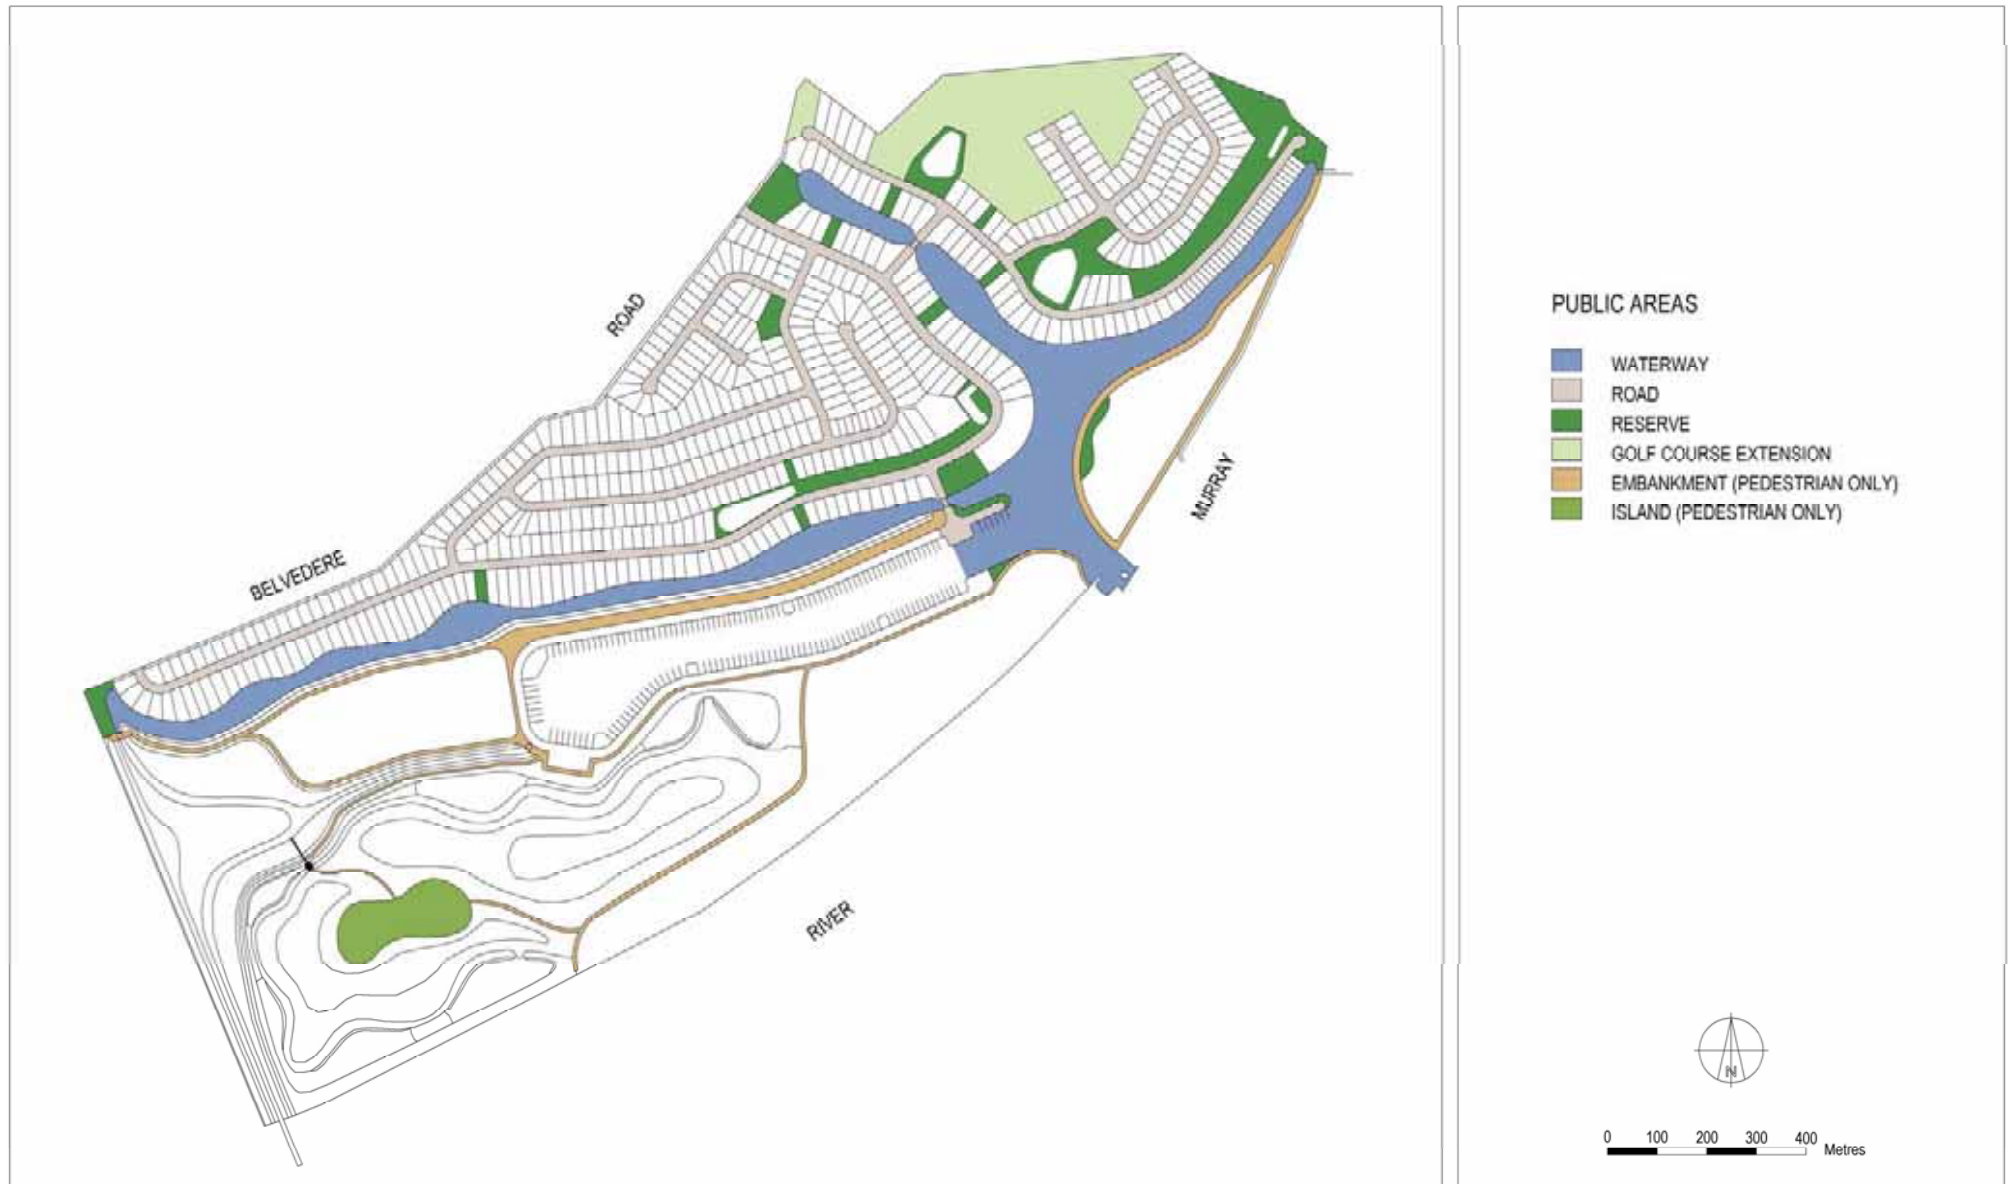 ROAD
BELVEDERE
MURRAY
RIVER
PUBLIC AREAS
WATERWAY
ROAD
RESERVE
GOLF COURSE EXTENSION
EMBANKMENT (PEDESTRIAN ONLY)
ISLAND (PEDESTRIAN ONLY)
N
0 100 200 300 400 Metres